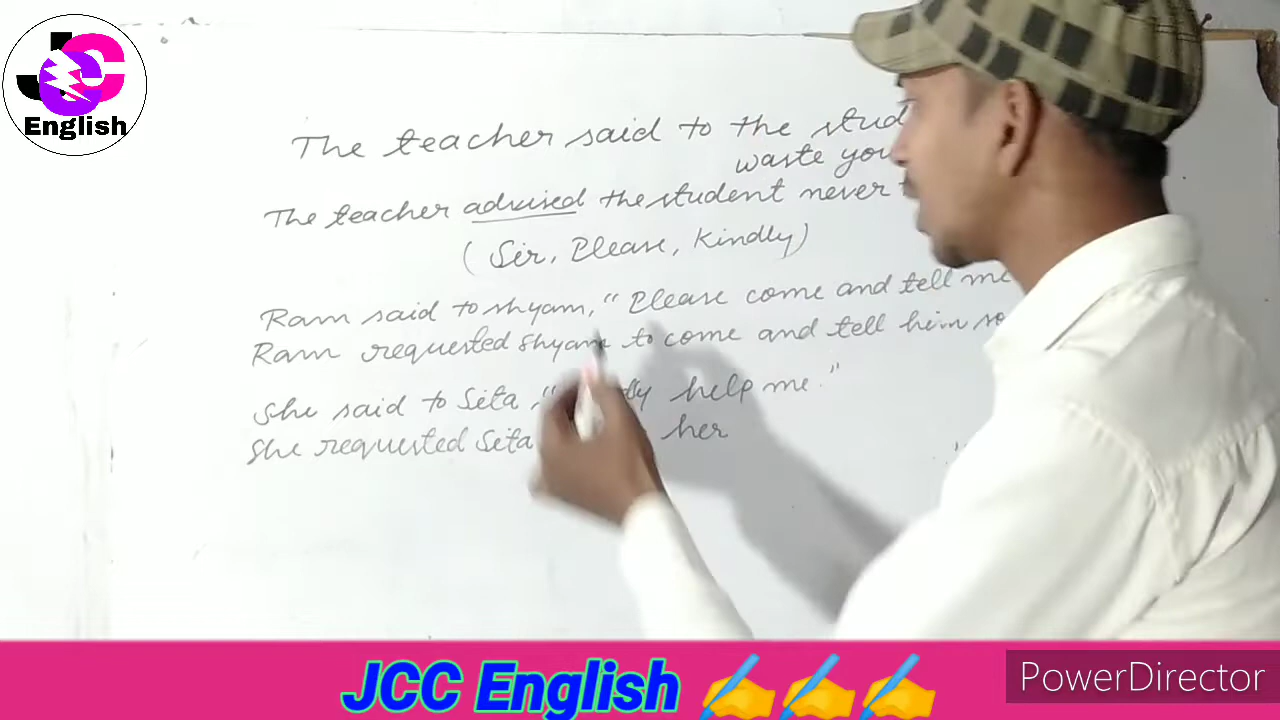 JC
English
The teacher said to the stud
waste you
The teacher advised the student never t
(Sir, Please, Kindly)
Ram said to shyam, “Please come and tell me
Ram requested Shyam to come and tell him
She said to Sita, “ help me.”
She requested Sita her
JCC English ✍️✍️✍️
PowerDirector